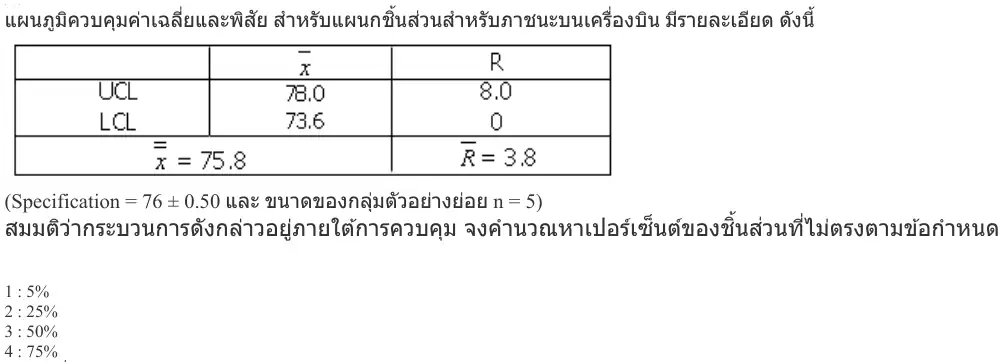 แผนภูมิควบคุมค่าเฉลี่ยและพิสัย สำหรับแผนกชิ้นส่วนสำหรับภาชนะบนเครื่องบิน มีรายละเอียด ดังนี้
x̄ R
UCL 78.0 8.0
LCL 73.6 0
x̿ = 75.8 R̄ = 3.8
(Specification = 76 ± 0.50 และ ขนาดของกลุ่มตัวอย่างย่อย n = 5)
สมมติว่ากระบวนการดังกล่าวอยู่ภายใต้การควบคุม จงคำนวณหาเปอร์เซ็นต์ของชิ้นส่วนที่ไม่ตรงตามข้อกำหนด
1 : 5%
2 : 25%
3 : 50%
4 : 75%